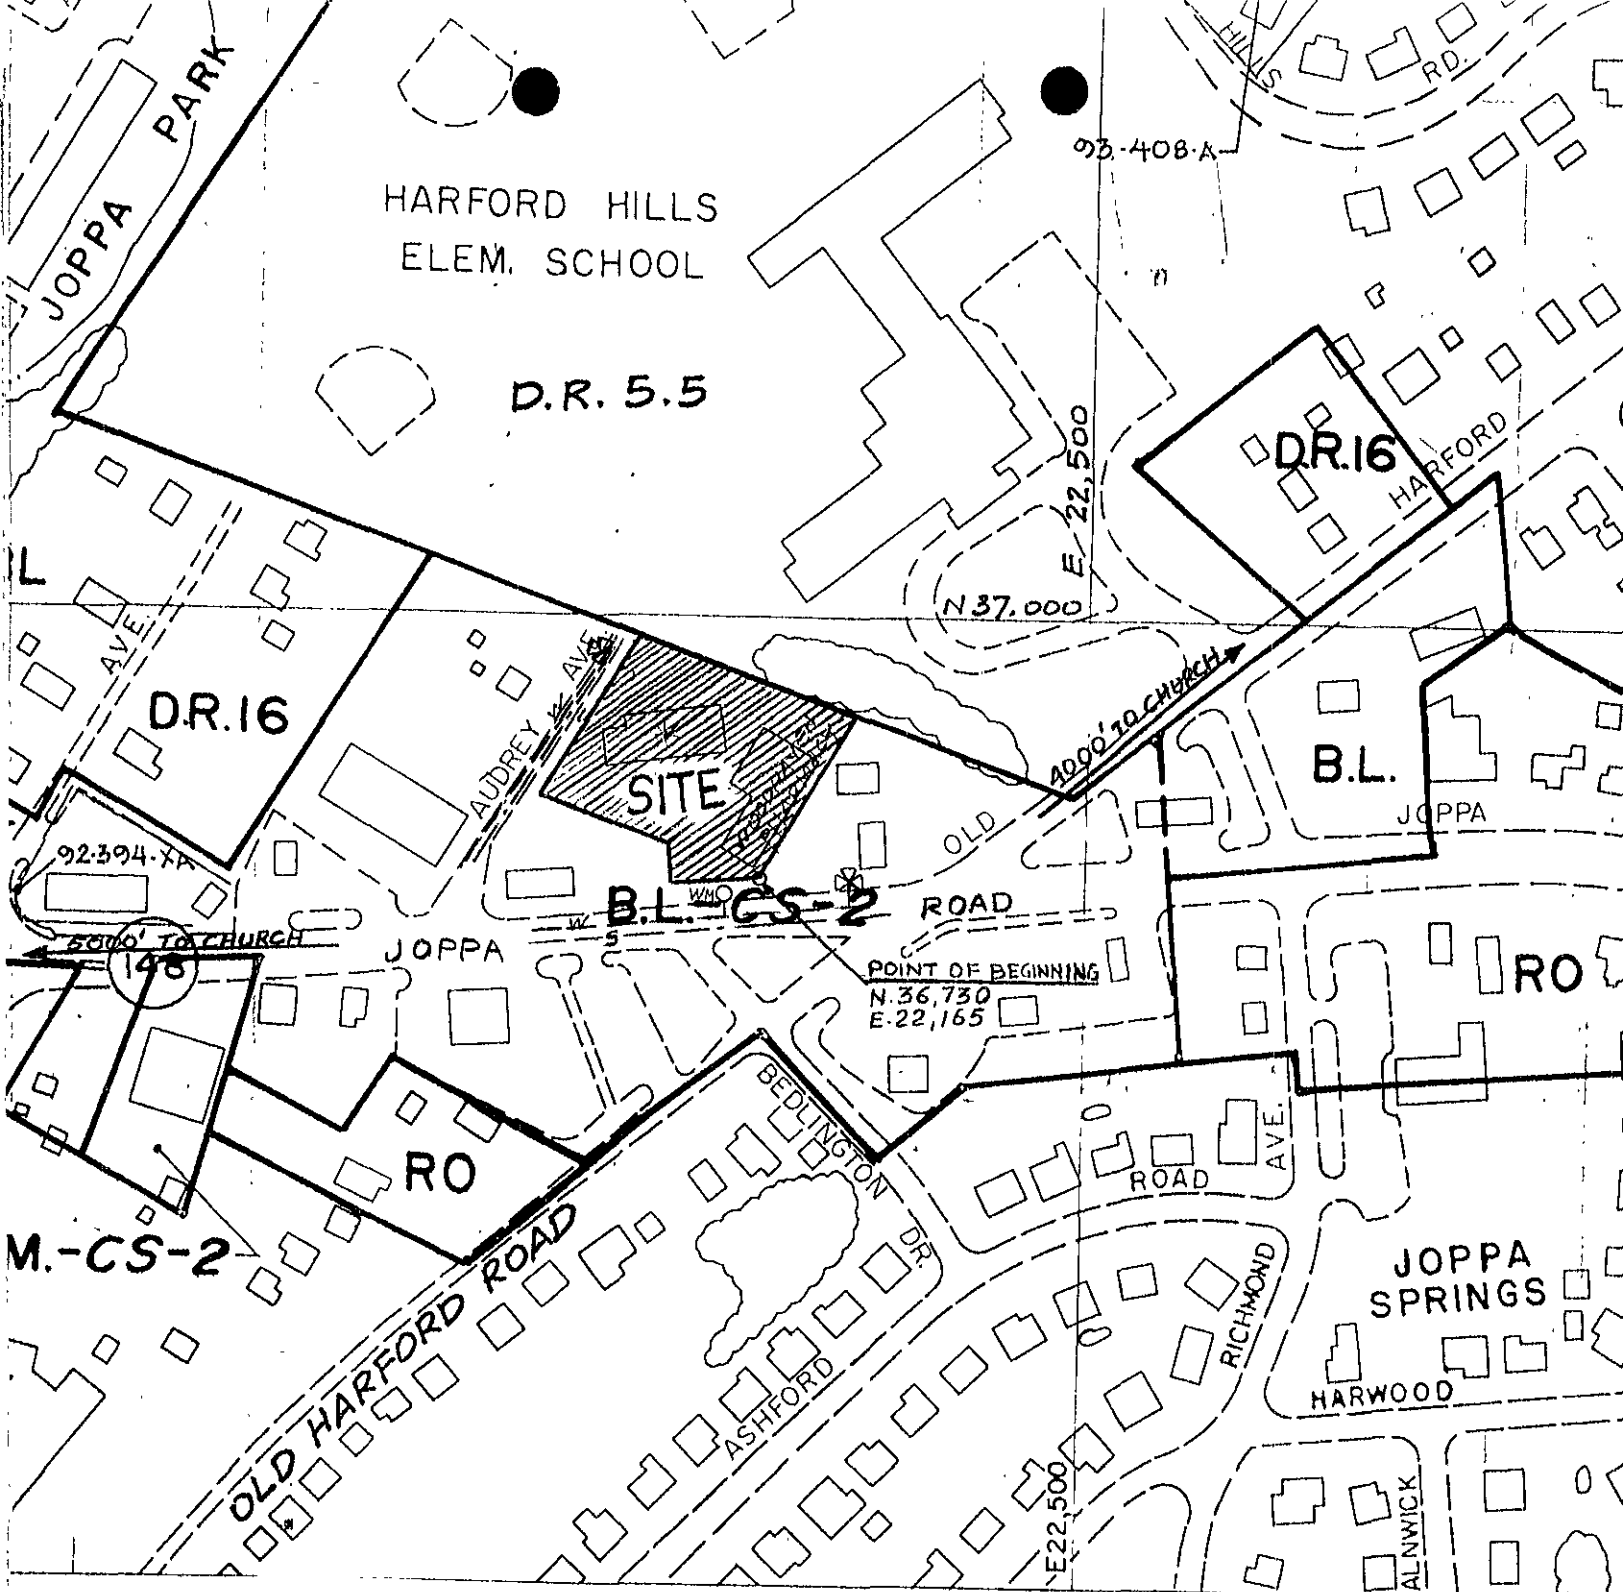 HILLS
RD.
JOPPA PARK
93-408-A
HARFORD HILLS
ELEM. SCHOOL
D.R. 5.5
E 22,500
D.R.16
HARFORD
IL
N 37.000
AVE.
D.R.16
AUDREY AVE.
W
SITE
4000' TO CHURCH
B.L.
OLD
JOPPA
92-394-XA
WM
B.L. - CS-2
ROAD
W
S
5000' TO CHURCH
148
JOPPA
POINT OF BEGINNING
N.36,730
E.22,165
RO
BEDLINGTON
DR.
RO
AVE.
ROAD
M.-CS-2
OLD HARFORD ROAD
RICHMOND
JOPPA
SPRINGS
ASHFORD
HARWOOD
E22,500
ALNWICK